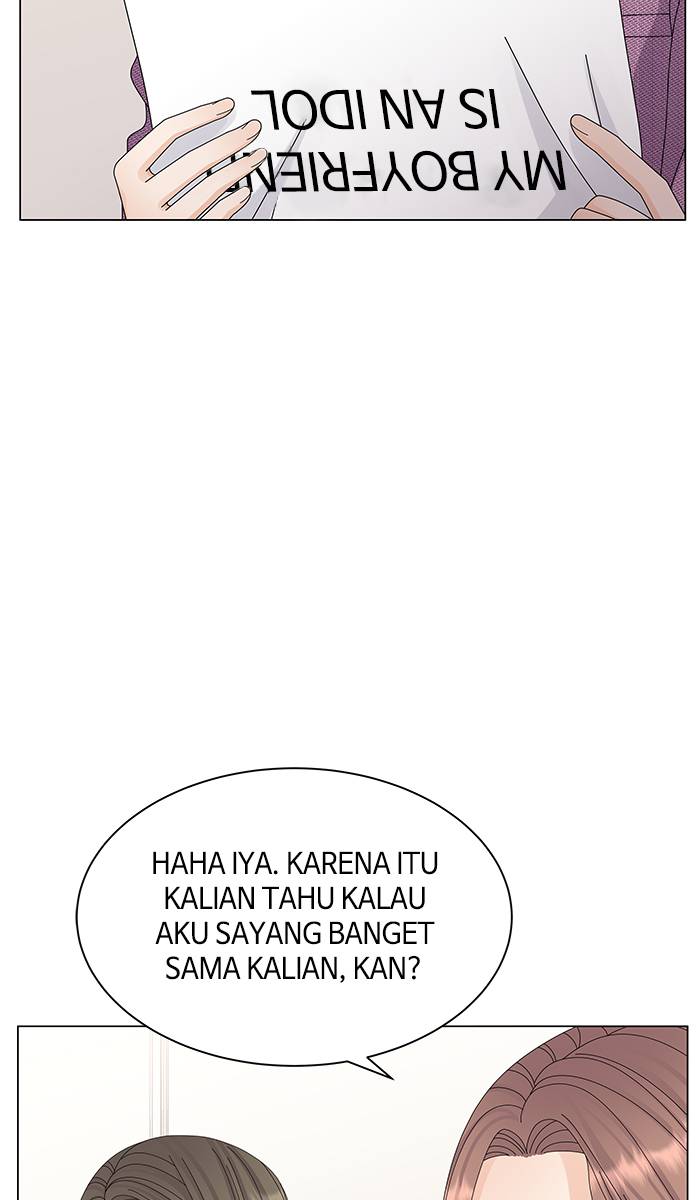 MY BOYFRIEND
IS AN IDOL
HAHA IYA. KARENA ITU
KALIAN TAHU KALAU
AKU SAYANG BANGET
SAMA KALIAN, KAN?